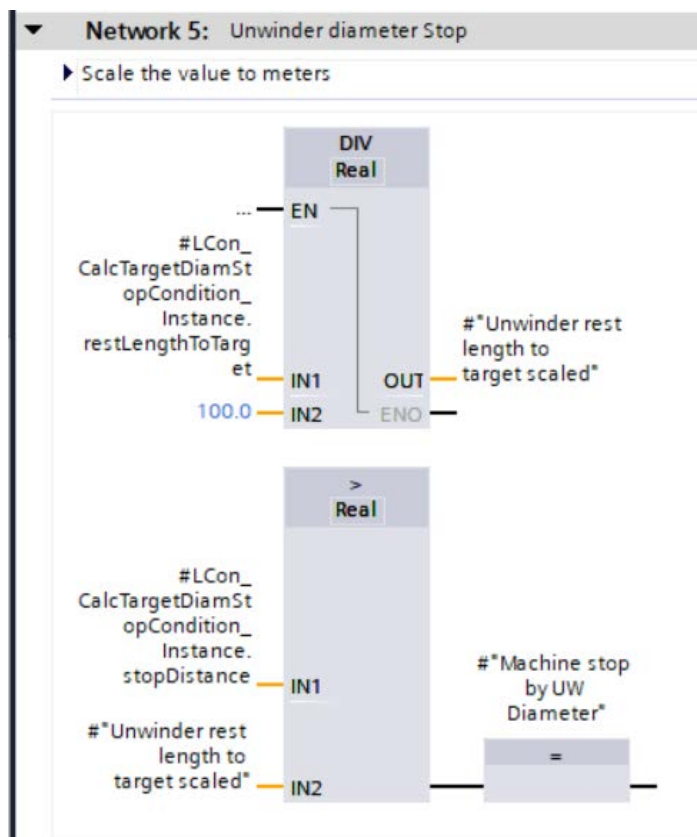 Network 5: Unwinder diameter Stop
Scale the value to meters
DIV
Real
... EN
#LCon_
CalcTargetDiamSt
opCondition_
Instance.
restLengthToTarg
et
IN1
100.0
IN2
#"Unwinder rest
length to
target scaled"
OUT
ENO
>
Real
#LCon_
CalcTargetDiamSt
opCondition_
Instance.
stopDistance
IN1
#"Unwinder rest
length to
target scaled"
IN2
#"Machine stop
by UW
Diameter"
=